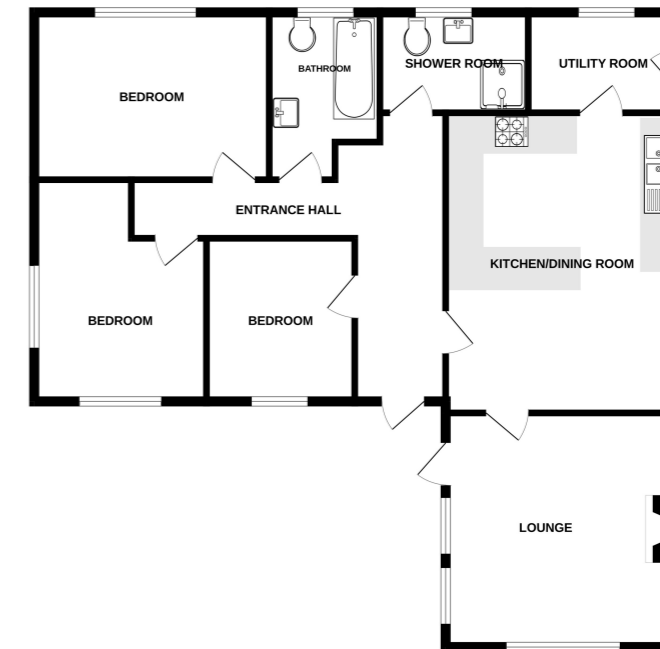 SHOWER ROOM
UTILITY ROOM
BATHROOM
BEDROOM
ENTRANCE HALL
KITCHEN/DINING ROOM
BEDROOM
BEDROOM
LOUNGE